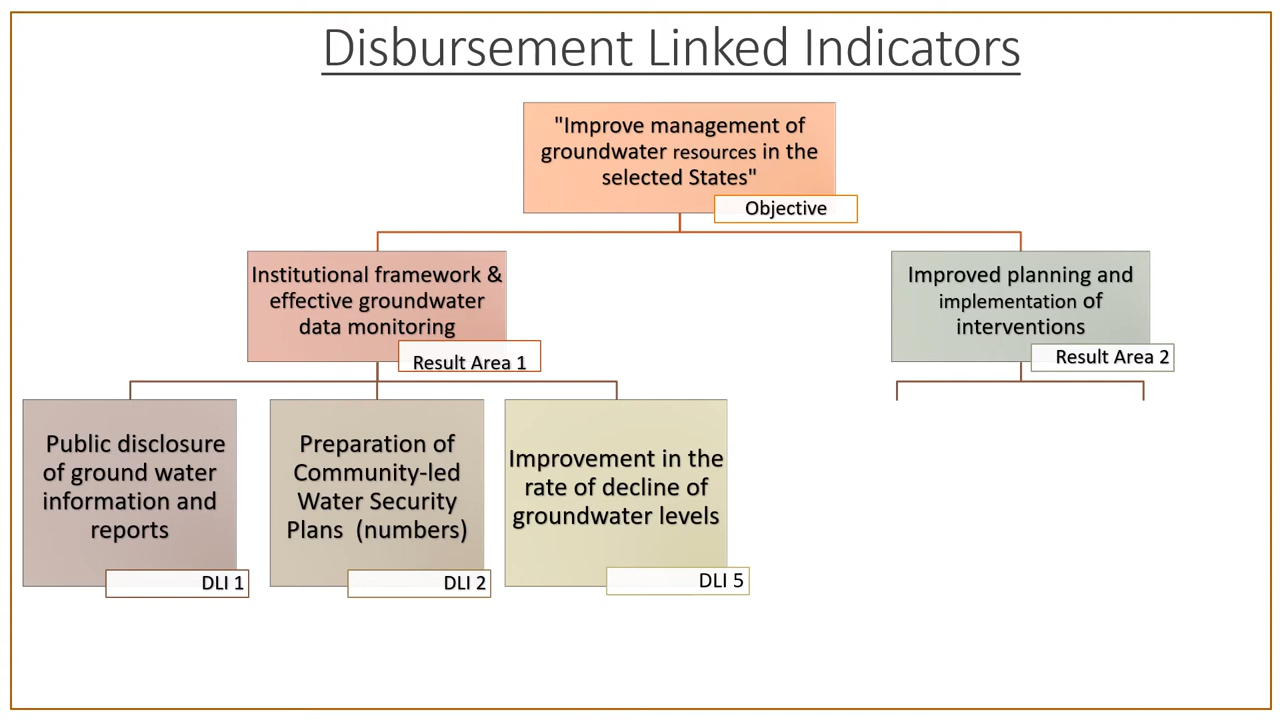 Disbursement Linked Indicators
"Improve management of
groundwater resources in the
selected States"
Objective
Institutional framework &
effective groundwater
data monitoring
Result Area 1
Improved planning and
implementation of
interventions
Result Area 2
Public disclosure
of ground water
information and
reports
DLI 1
Preparation of
Community-led
Water Security
Plans (numbers)
DLI 2
Improvement in the
rate of decline of
groundwater levels
DLI 5